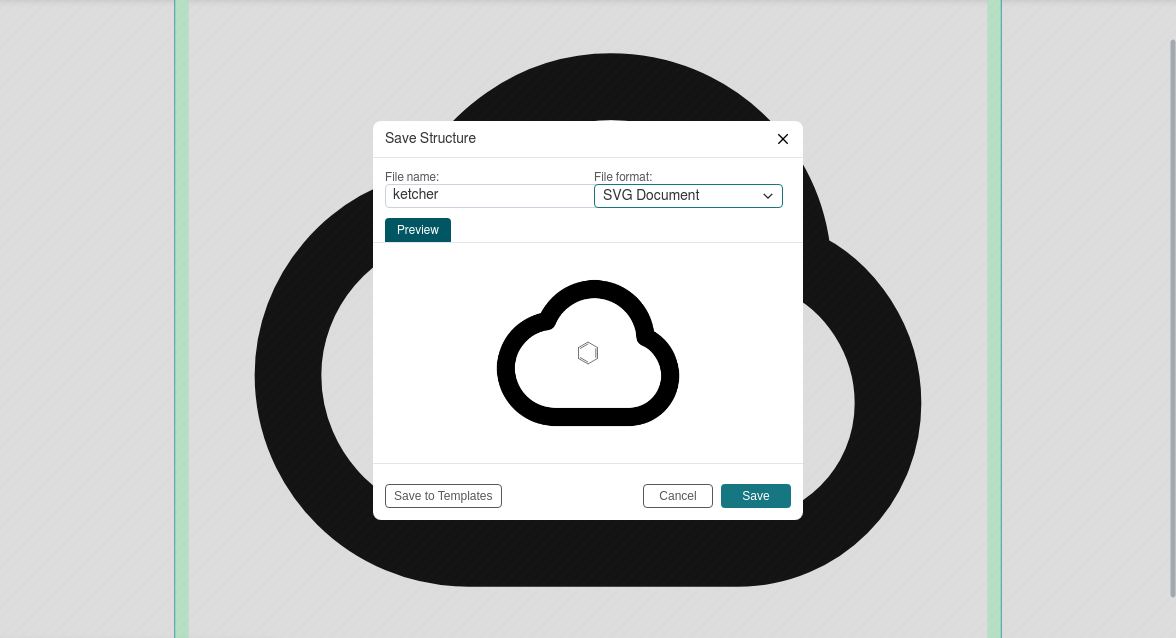 Save Structure
File name:
File format:
ketcher
SVG Document
Preview
Save to Templates
Cancel
Save